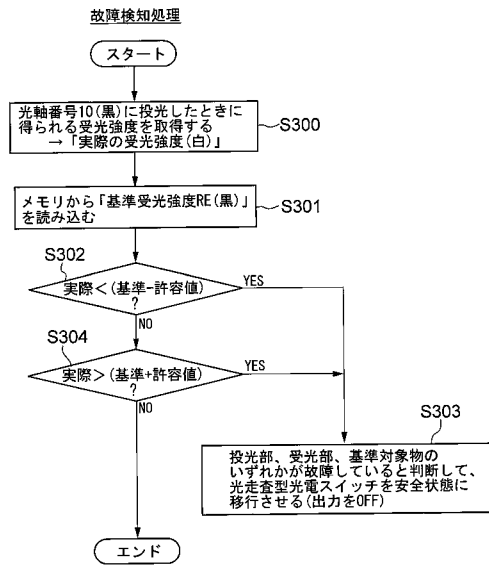 故障検知処理
スタート
光軸番号10(黒)に投光したときに
得られる受光強度を取得する
→「実際の受光強度(白)」
S300
メモリから「基準受光強度RE(黒)」
を読み込む
S301
S302
実際<(基準-許容値)
?
YES
NO
S304
実際>(基準+許容値)
?
YES
NO
S303
投光部、受光部、基準対象物の
いずれかが故障していると判断して、
光走査型光電スイッチを安全状態に
移行させる(出力をOFF)
エンド